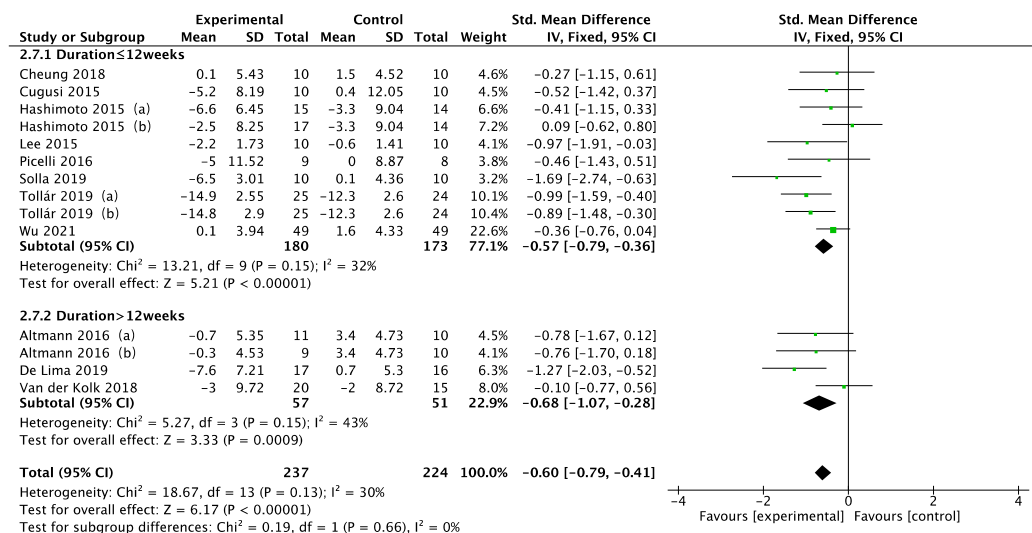 Experimental Control Std. Mean Difference Std. Mean Difference
Study or Subgroup Mean SD Total Mean SD Total Weight IV, Fixed, 95% CI IV, Fixed, 95% CI
2.7.1 Duration≤12weeks
Cheung 2018 0.1 5.43 10 1.5 4.52 10 4.6% −0.27 [−1.15, 0.61]
Cugusi 2015 −5.2 8.19 10 0.4 12.05 10 4.5% −0.52 [−1.42, 0.37]
Hashimoto 2015 (a) −6.6 6.45 15 −3.3 9.04 14 6.6% −0.41 [−1.15, 0.33]
Hashimoto 2015 (b) −2.5 8.25 17 −3.3 9.04 14 7.2% 0.09 [−0.62, 0.80]
Lee 2015 −2.2 1.73 10 −0.6 1.41 10 4.1% −0.97 [−1.91, −0.03]
Picelli 2016 −5 11.52 9 0 8.87 8 3.8% −0.46 [−1.43, 0.51]
Solla 2019 −6.5 3.01 10 0.1 4.36 10 3.2% −1.69 [−2.74, −0.63]
Tollár 2019 (a) −14.9 2.55 25 −12.3 2.6 24 10.1% −0.99 [−1.59, −0.40]
Tollár 2019 (b) −14.8 2.9 25 −12.3 2.6 24 10.4% −0.89 [−1.48, −0.30]
Wu 2021 0.1 3.94 49 1.6 4.33 49 22.6% −0.36 [−0.76, 0.04]
Subtotal (95% CI) 180 173 77.1% −0.57 [−0.79, −0.36]
Heterogeneity: Chi² = 13.21, df = 9 (P = 0.15); I² = 32%
Test for overall effect: Z = 5.21 (P < 0.00001)
2.7.2 Duration>12weeks
Altmann 2016 (a) −0.7 5.35 11 3.4 4.73 10 4.5% −0.78 [−1.67, 0.12]
Altmann 2016 (b) −0.3 4.53 9 3.4 4.73 10 4.1% −0.76 [−1.70, 0.18]
De Lima 2019 −7.6 7.21 17 0.7 5.3 16 6.3% −1.27 [−2.03, −0.52]
Van der Kolk 2018 −3 9.72 20 −2 8.72 15 8.0% −0.10 [−0.77, 0.56]
Subtotal (95% CI) 57 51 22.9% −0.68 [−1.07, −0.28]
Heterogeneity: Chi² = 5.27, df = 3 (P = 0.15); I² = 43%
Test for overall effect: Z = 3.33 (P = 0.0009)
Total (95% CI) 237 224 100.0% −0.60 [−0.79, −0.41]
Heterogeneity: Chi² = 18.67, df = 13 (P = 0.13); I² = 30%
Test for overall effect: Z = 6.17 (P < 0.00001)
Test for subgroup differences: Chi² = 0.19, df = 1 (P = 0.66), I² = 0%
−4 −2 0 2 4
Favours [experimental] Favours [control]